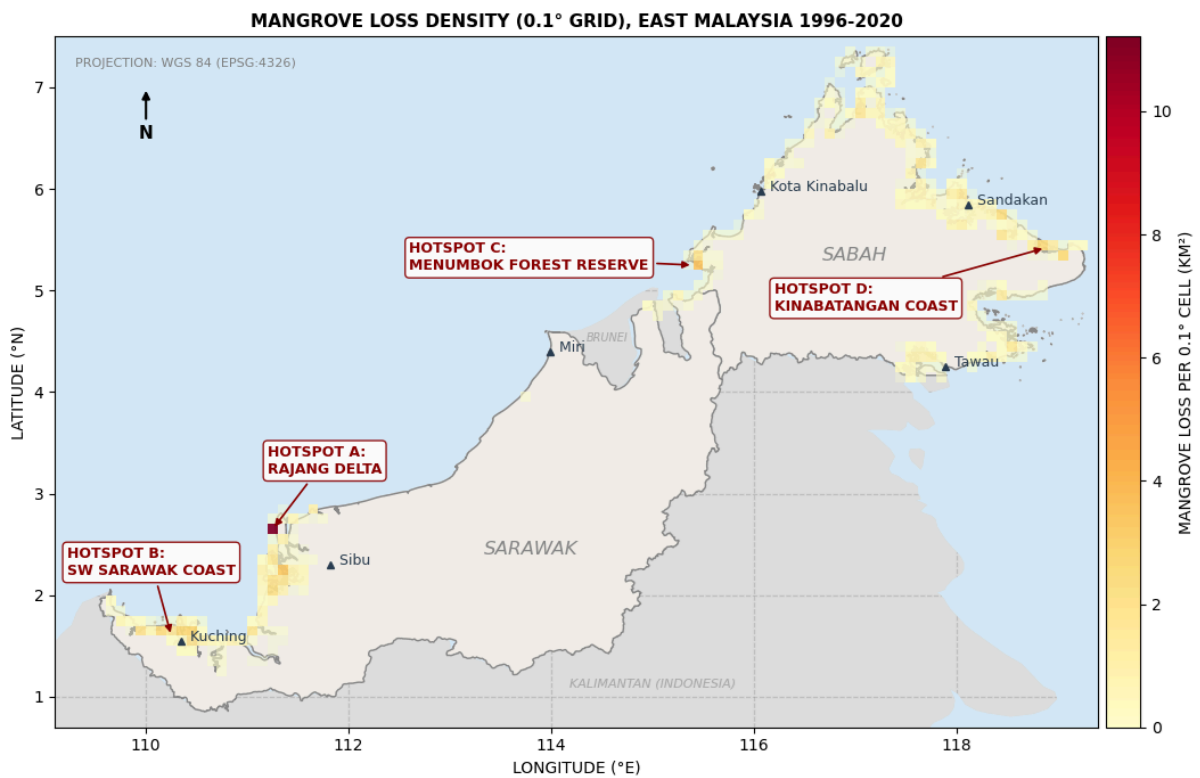 MANGROVE LOSS DENSITY (0.1° GRID), EAST MALAYSIA 1996-2020
PROJECTION: WGS 84 (EPSG:4326)
N
Kota Kinabalu
Sandakan
HOTSPOT C:
MENUMBOK FOREST RESERVE
SABAH
HOTSPOT D:
KINABATANGAN COAST
BRUNEI
Miri
Tawau
HOTSPOT A:
RAJANG DELTA
HOTSPOT B:
SW SARAWAK COAST
Sibu
SARAWAK
Kuching
KALIMANTAN (INDONESIA)
7
6
5
4
3
2
1
LATITUDE (°N)
110
112
114
116
118
LONGITUDE (°E)
10
8
6
4
2
0
MANGROVE LOSS PER 0.1° CELL (KM²)